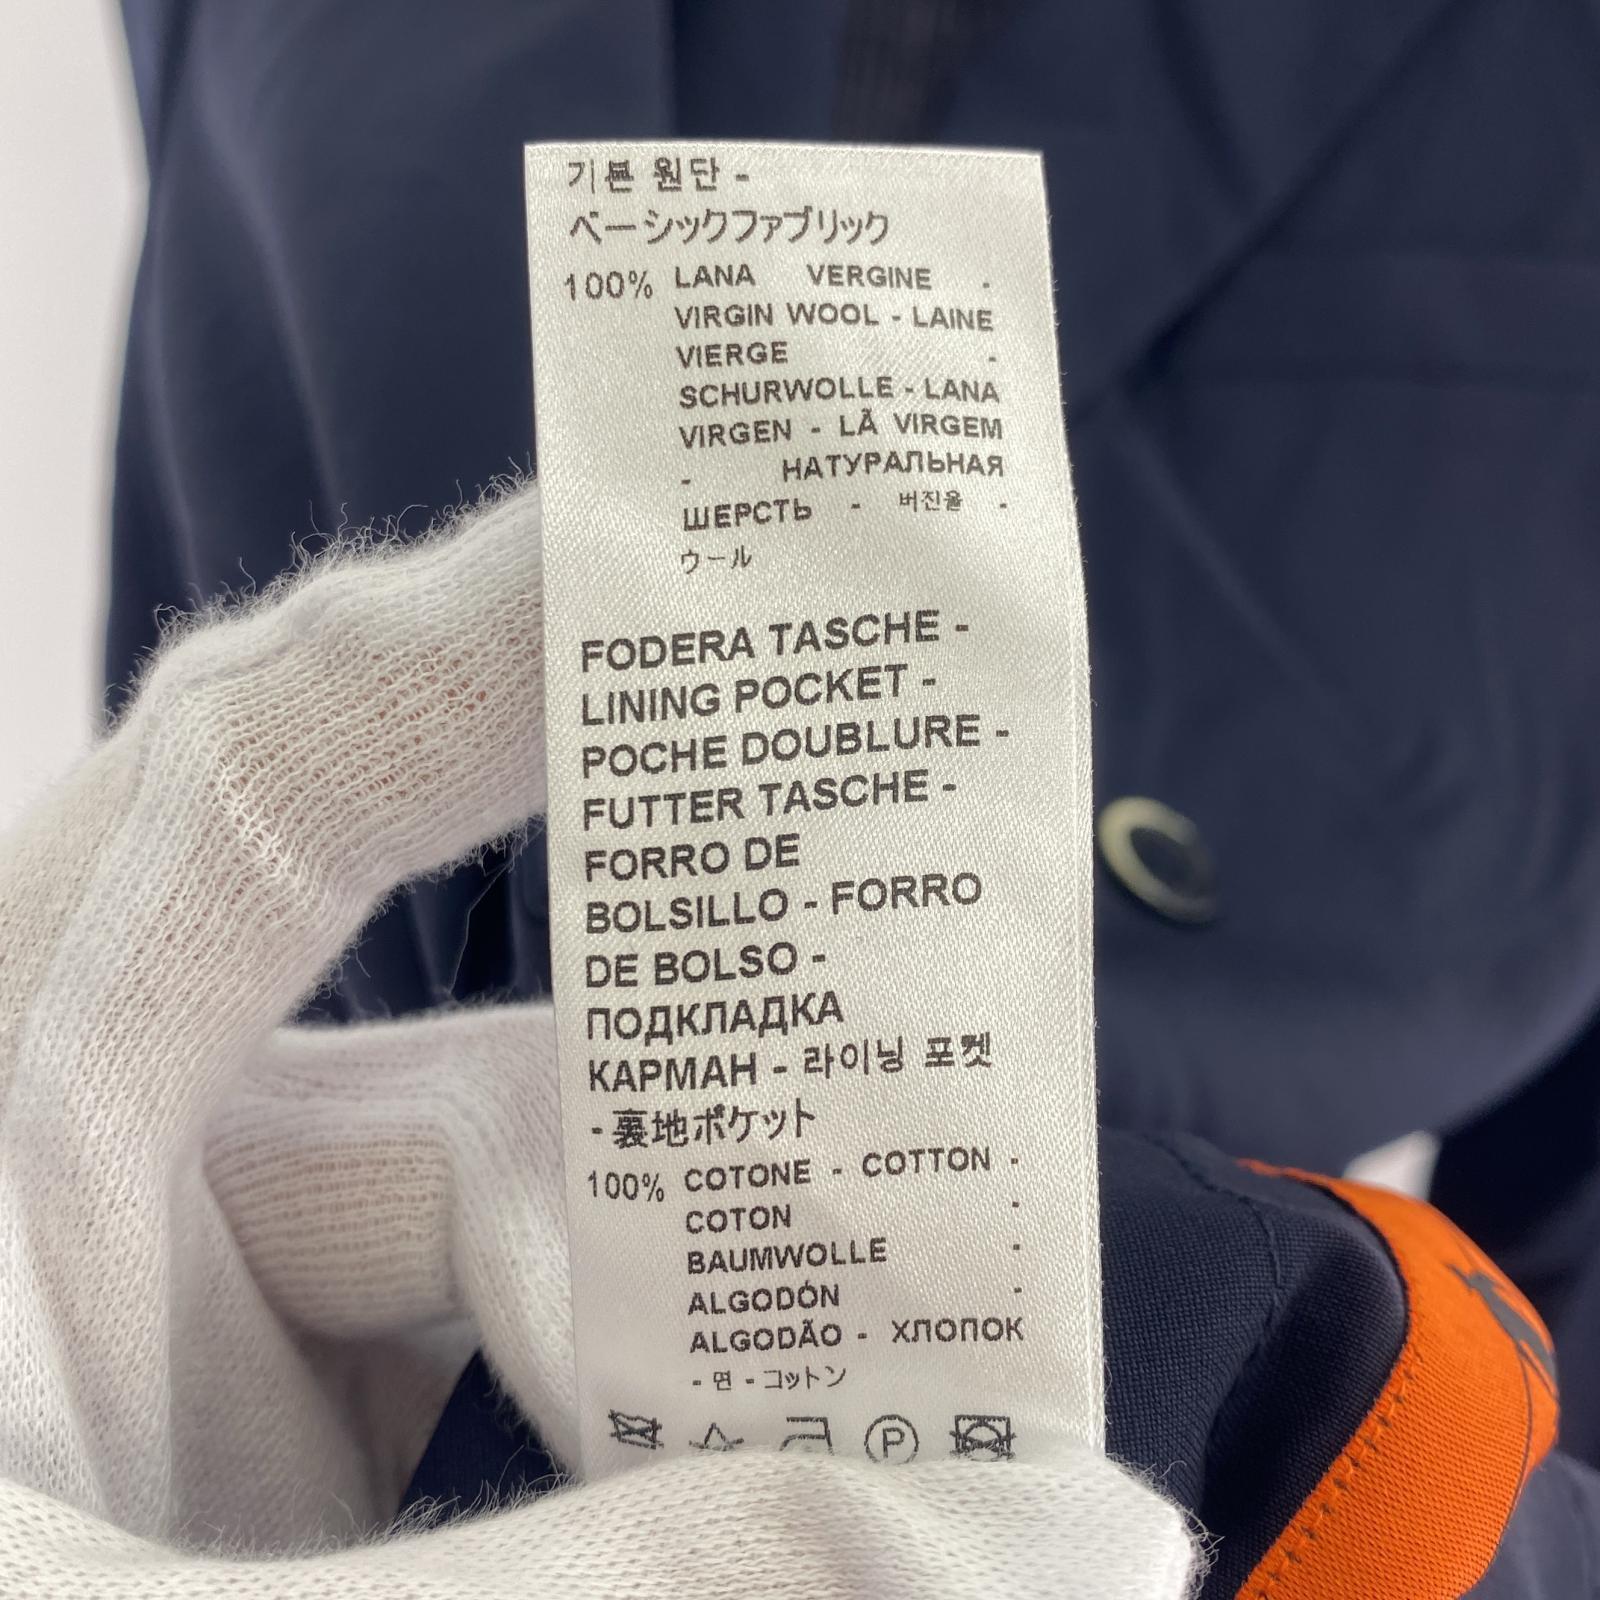 기본 원단 -
ベーシックファブリック
100% LANA VERGINE -
VIRGIN WOOL - LAINE
VIERGE -
SCHURWOLLE - LANA
VIRGEN - LÃ VIRGEM
- НАТУРАЛЬНАЯ
ШЕРСТЬ - 버진울 -
ウール
FODERA TASCHE -
LINING POCKET -
POCHE DOUBLURE -
FUTTER TASCHE -
FORRO DE
BOLSILLO - FORRO
DE BOLSO -
ПОДКЛАДКА
КАРМАН - 라이닝 포켓
- 裏地ポケット
100% COTONE - COTTON -
COTON -
BAUMWOLLE -
ALGODÓN -
ALGODÃO - ХЛОПОК
- 면 - コットン
P